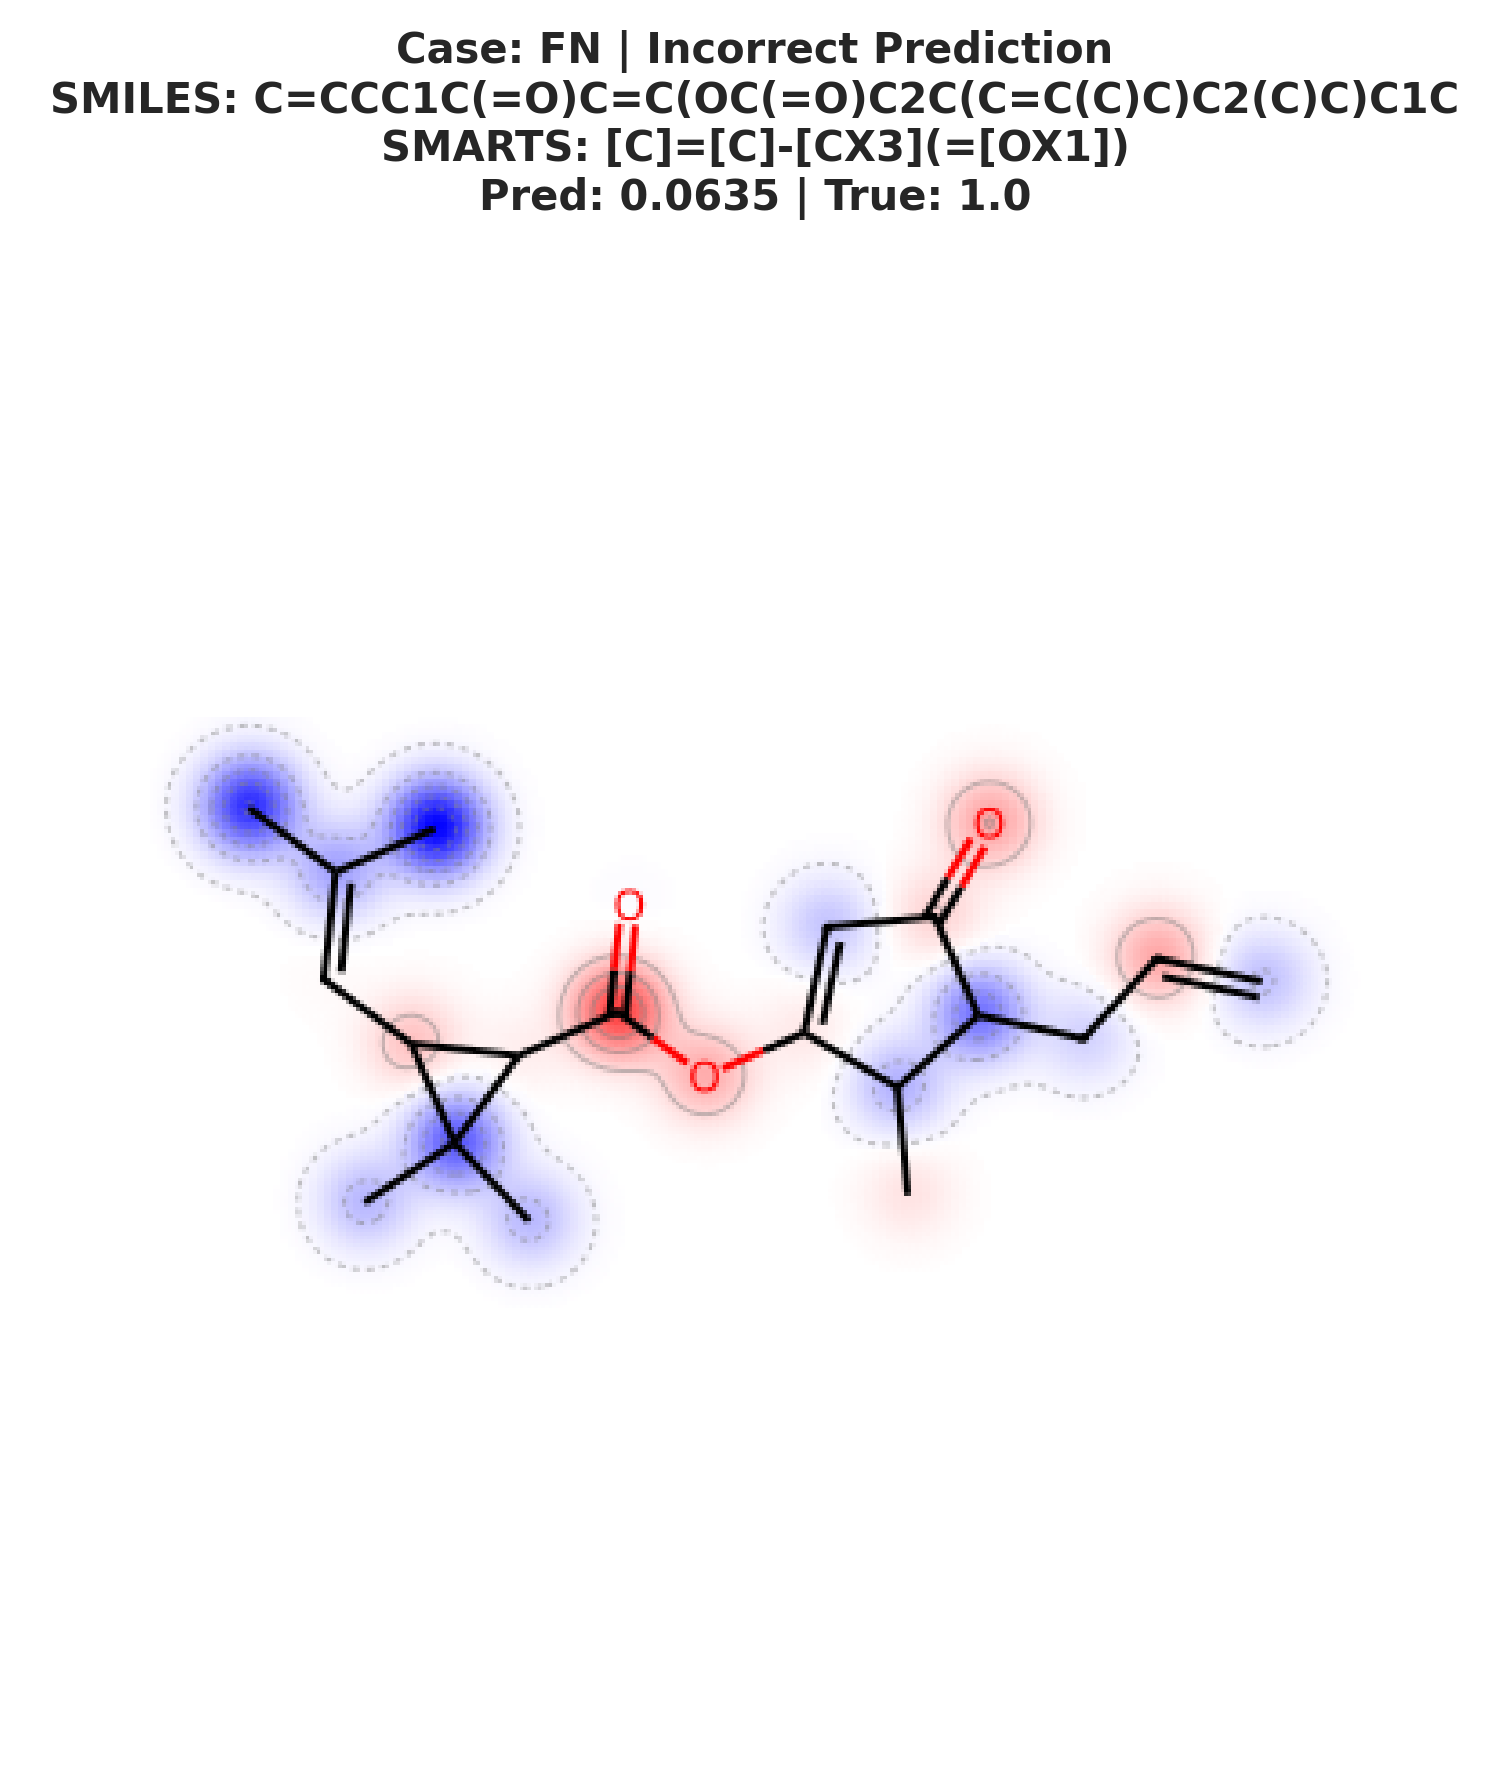 Case: FN | Incorrect Prediction
SMILES: C=CCC1C(=O)C=C(OC(=O)C2C(C=C(C)C)C2(C)C)C1C
SMARTS: [C]=[C]-[CX3](=[OX1])
Pred: 0.0635 | True: 1.0
O
O
O